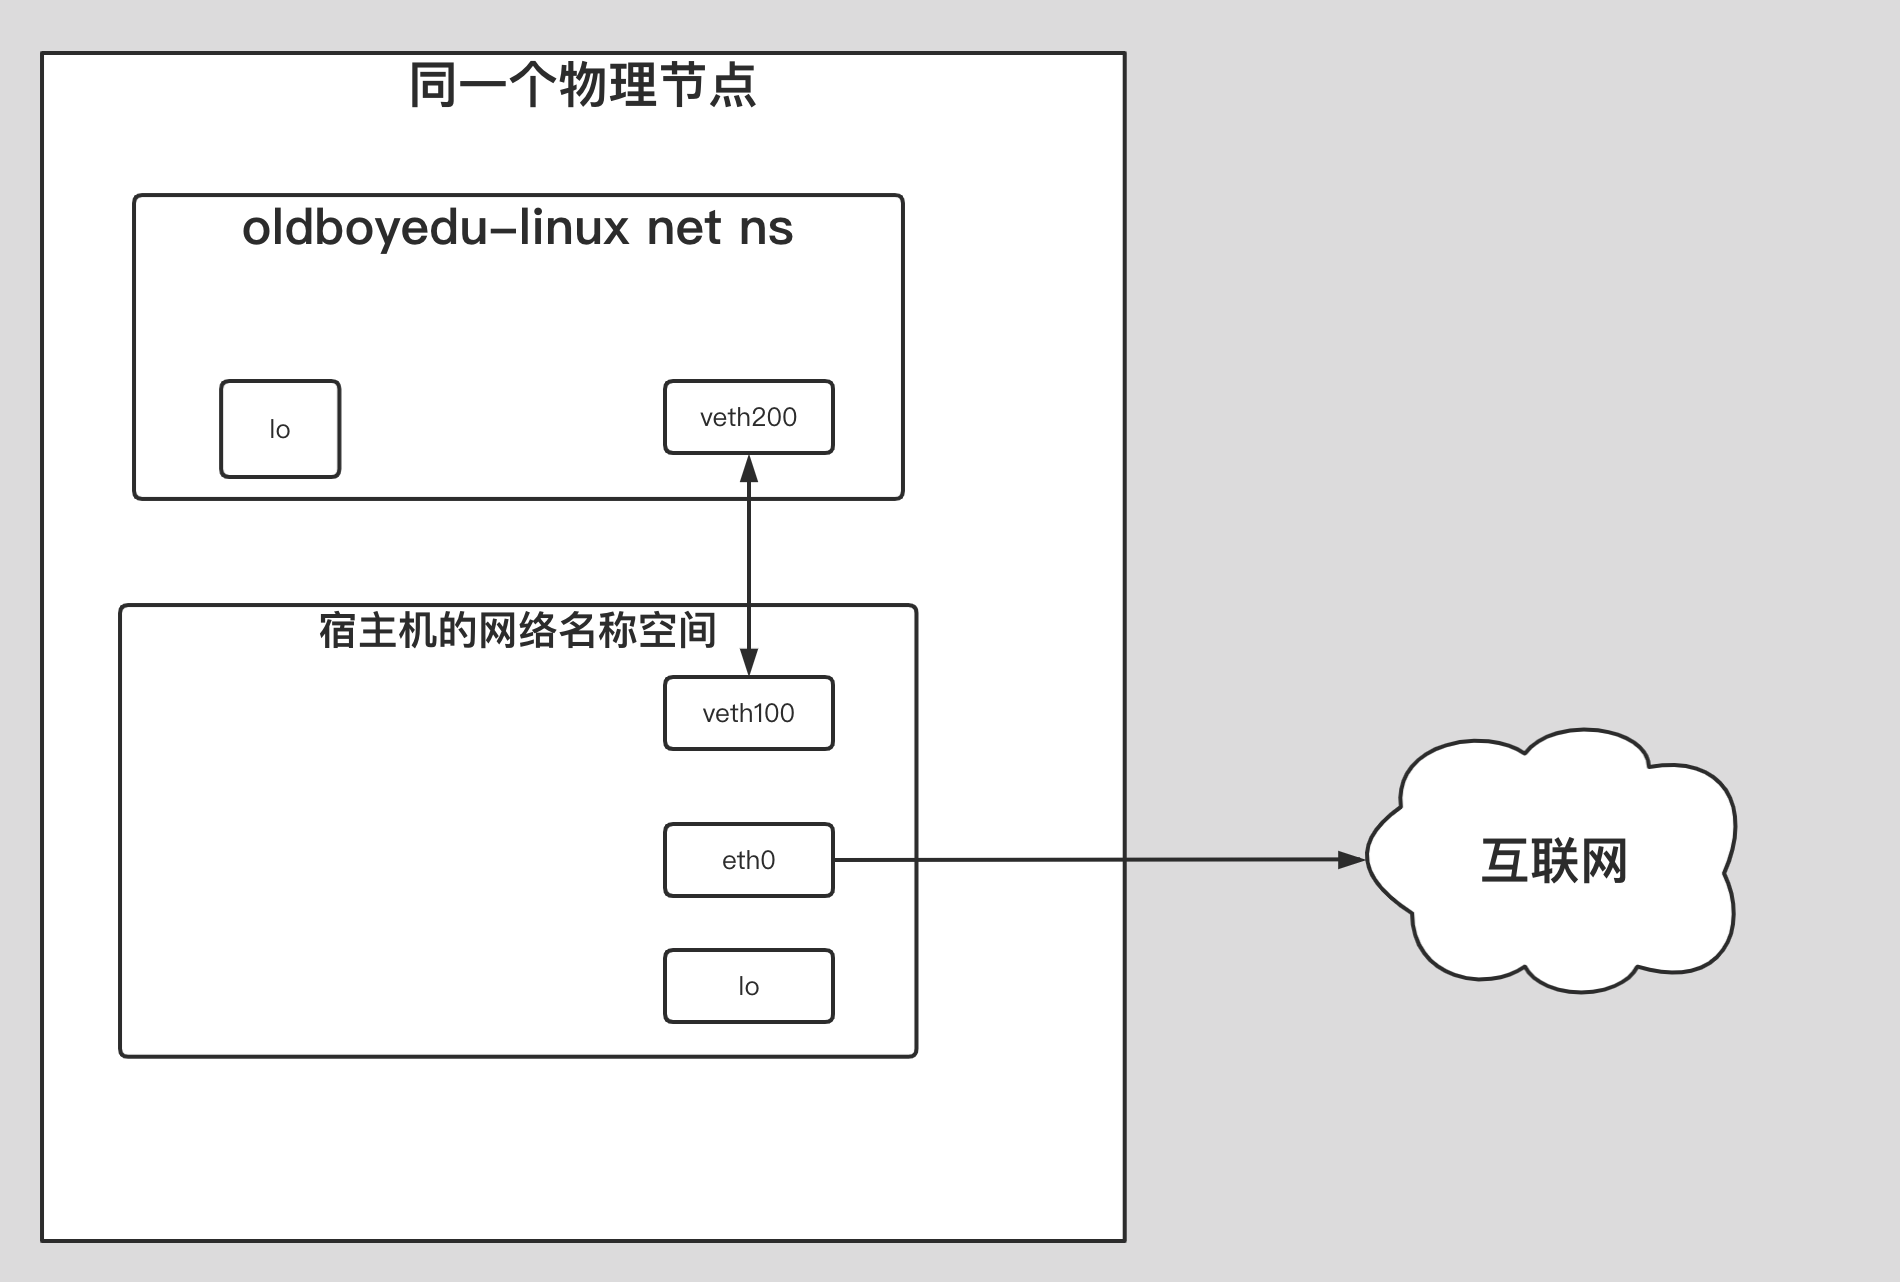 同一个物理节点
oldboyedu-linux net ns
lo
veth200
宿主机的网络名称空间
veth100
eth0
互联网
lo